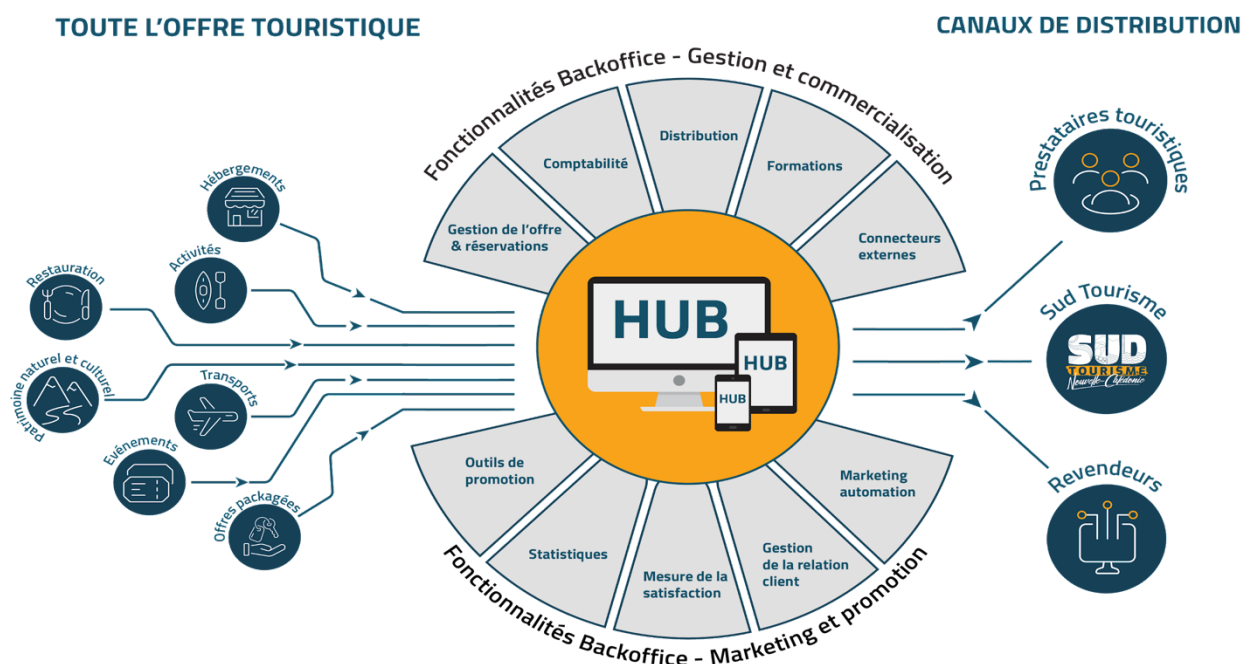 TOUTE L’OFFRE TOURISTIQUE
CANAUX DE DISTRIBUTION
Fonctionnalités Backoffice - Gestion et commercialisation
Gestion de l’offre
& réservations
Comptabilité
Distribution
Formations
Connecteurs
externes
Hébergements
Activités
Restauration
Patrimoine naturel et culturel
Transports
Evénements
Offres packagées
HUB
HUB
HUB
Outils de
promotion
Statistiques
Mesure de la
satisfaction
Gestion
de la relation
client
Marketing
automation
Fonctionnalités Backoffice - Marketing et promotion
Prestataires touristiques
Sud Tourisme
SUD
TOURISME
Nouvelle-Calédonie
Revendeurs